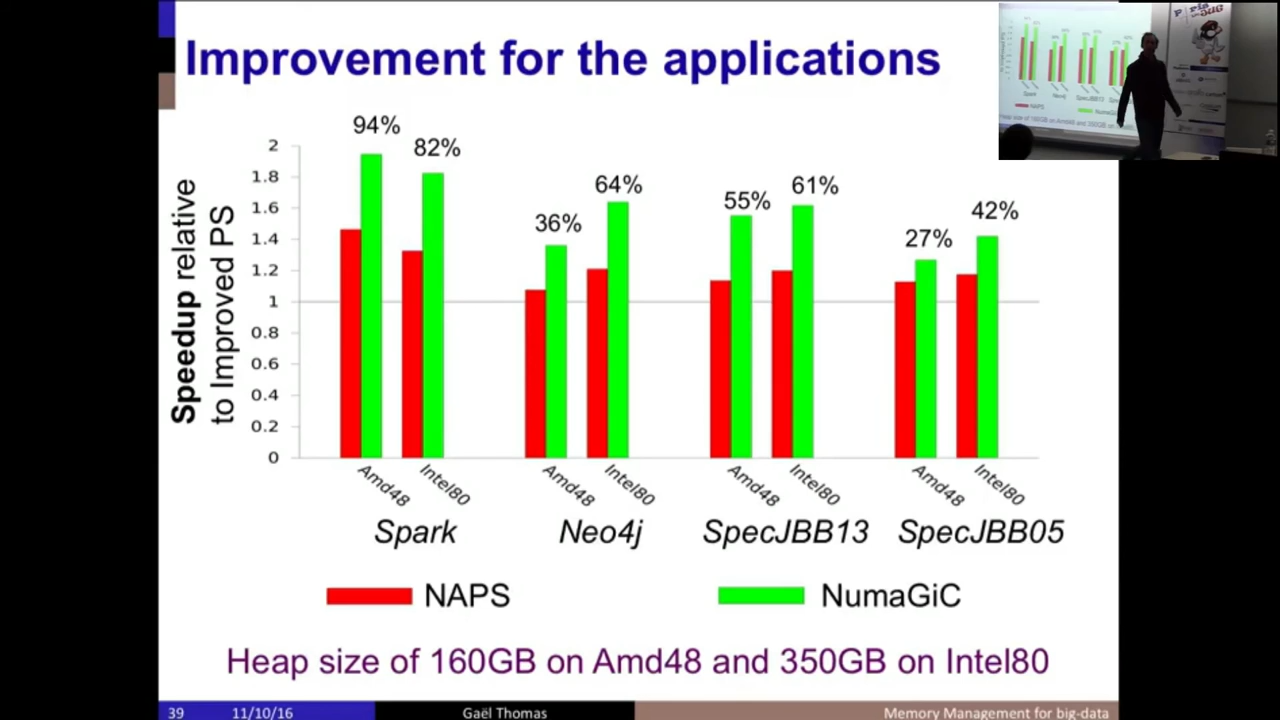 Improvement for the applications
Speedup relative
to Improved PS
2
1.8
1.6
1.4
1.2
1
0.8
0.6
0.4
0.2
0
94%
82%
36%
64%
55%
61%
27%
42%
Amd48
Intel80
Amd48
Intel80
Amd48
Intel80
Amd48
Intel80
Spark
Neo4j
SpecJBB13
SpecJBB05
NAPS
NumaGiC
Heap size of 160GB on Amd48 and 350GB on Intel80
39
11/10/16
Gaël Thomas
Memory Management for big-data